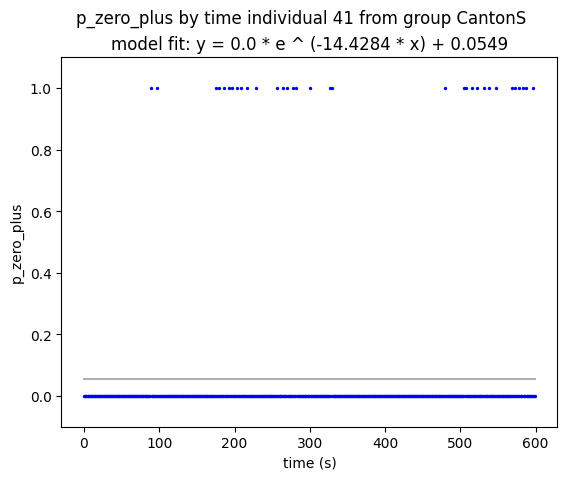 p_zero_plus by time individual 41 from group CantonS
model fit: y = 0.0 * e ^ (-14.4284 * x) + 0.0549
1.0
0.8
0.6
0.4
0.2
0.0
p_zero_plus
0 100 200 300 400 500 600
time (s)